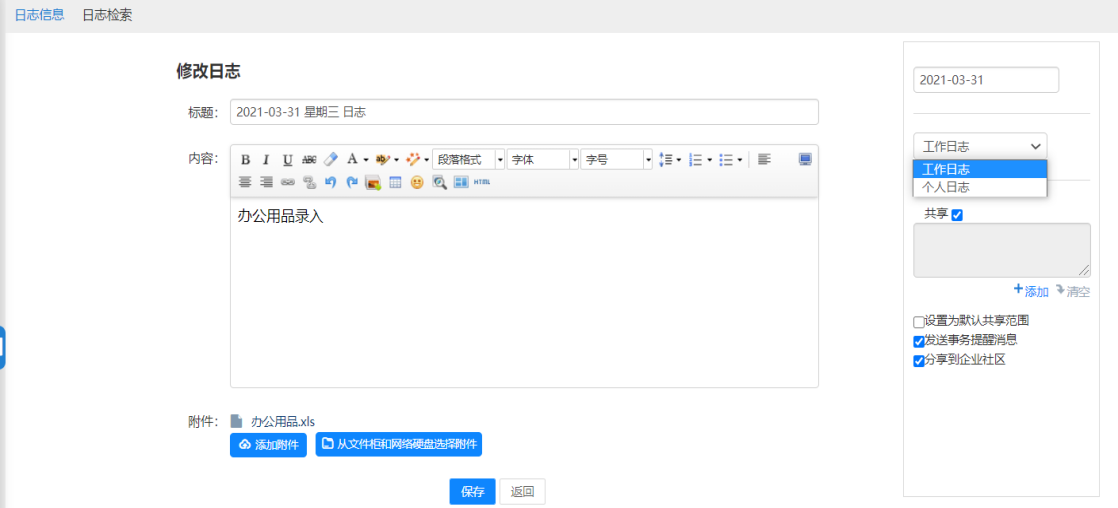 日志信息 日志检索
修改日志
标题： 2021-03-31 星期三 日志
内容： B I U ABC A ab 段落格式 字体 字号
HTML
办公用品录入
附件： 办公用品.xls
添加附件 从文件柜和网络硬盘选择附件
保存 返回
2021-03-31
工作日志
工作日志
个人日志
共享
+添加 清空
设置为默认共享范围
发送事务提醒消息
分享到企业社区